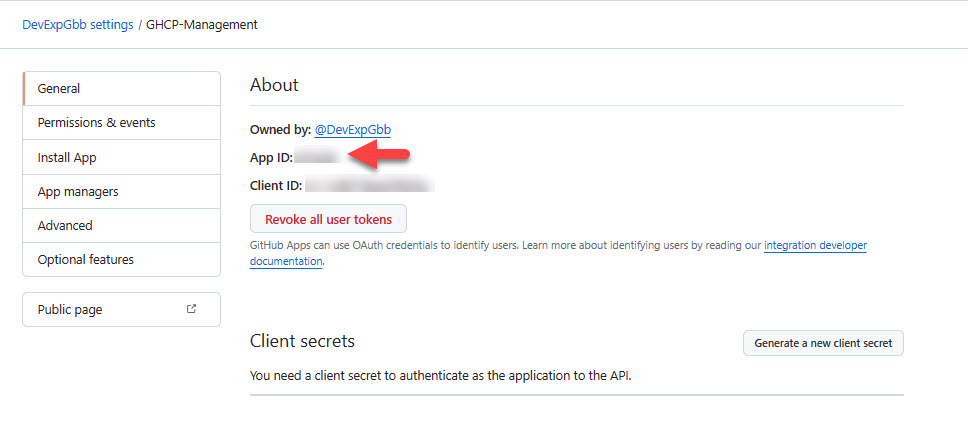 DevExpGbb settings / GHCP-Management
General
Permissions & events
Install App
App managers
Advanced
Optional features
Public page
About
Owned by: @DevExpGbb
App ID:
Client ID:
Revoke all user tokens
GitHub Apps can use OAuth credentials to identify users. Learn more about identifying users by reading our integration developer
documentation.
Client secrets
Generate a new client secret
You need a client secret to authenticate as the application to the API.